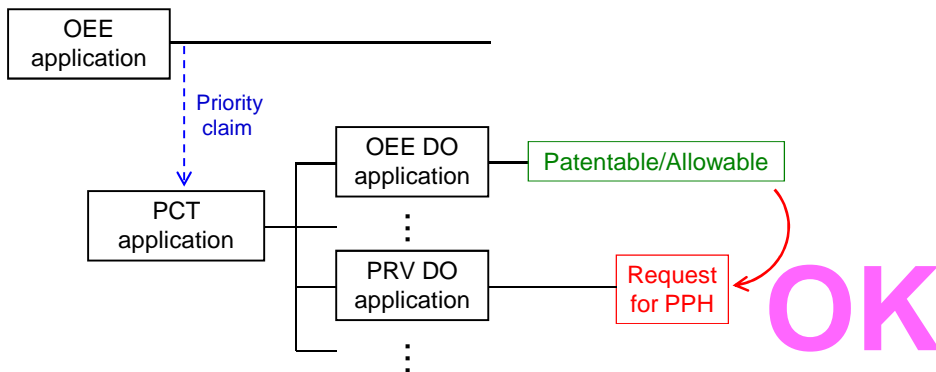 OEE
application
Priority
claim
OEE DO
application
Patentable/Allowable
PCT
application
PRV DO
application
Request
for PPH
OK